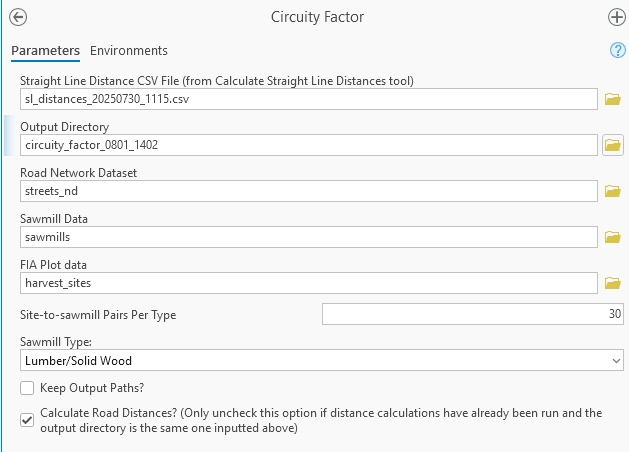 Circuity Factor
Parameters Environments
?
Straight Line Distance CSV File (from Calculate Straight Line Distances tool)
sl_distances_20250730_1115.csv
Output Directory
circuity_factor_0801_1402
Road Network Dataset
streets_nd
Sawmill Data
sawmills
FIA Plot data
harvest_sites
Site-to-sawmill Pairs Per Type 30
Sawmill Type:
Lumber/Solid Wood
Keep Output Paths?
Calculate Road Distances? (Only uncheck this option if distance calculations have already been run and the
output directory is the same one inputted above)